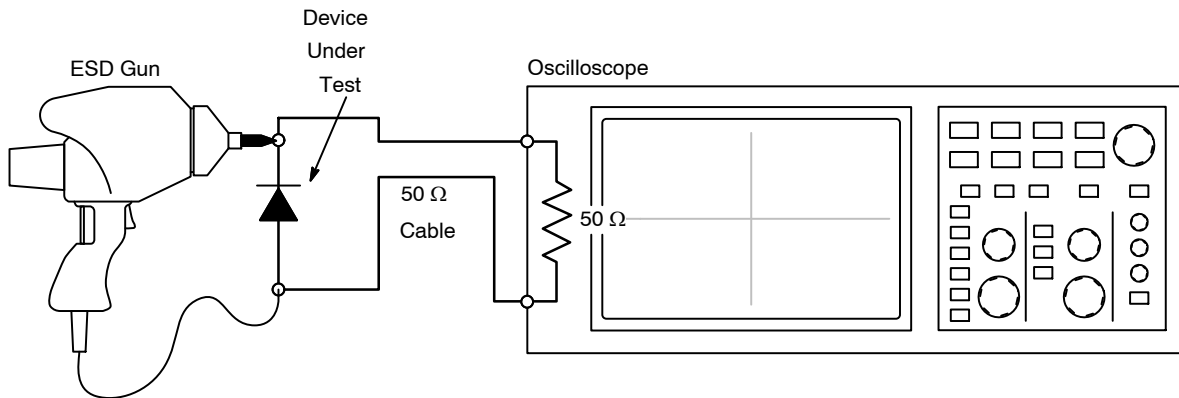 Device
Under
Test
ESD Gun
Oscilloscope
50 Ω
Cable
50 Ω